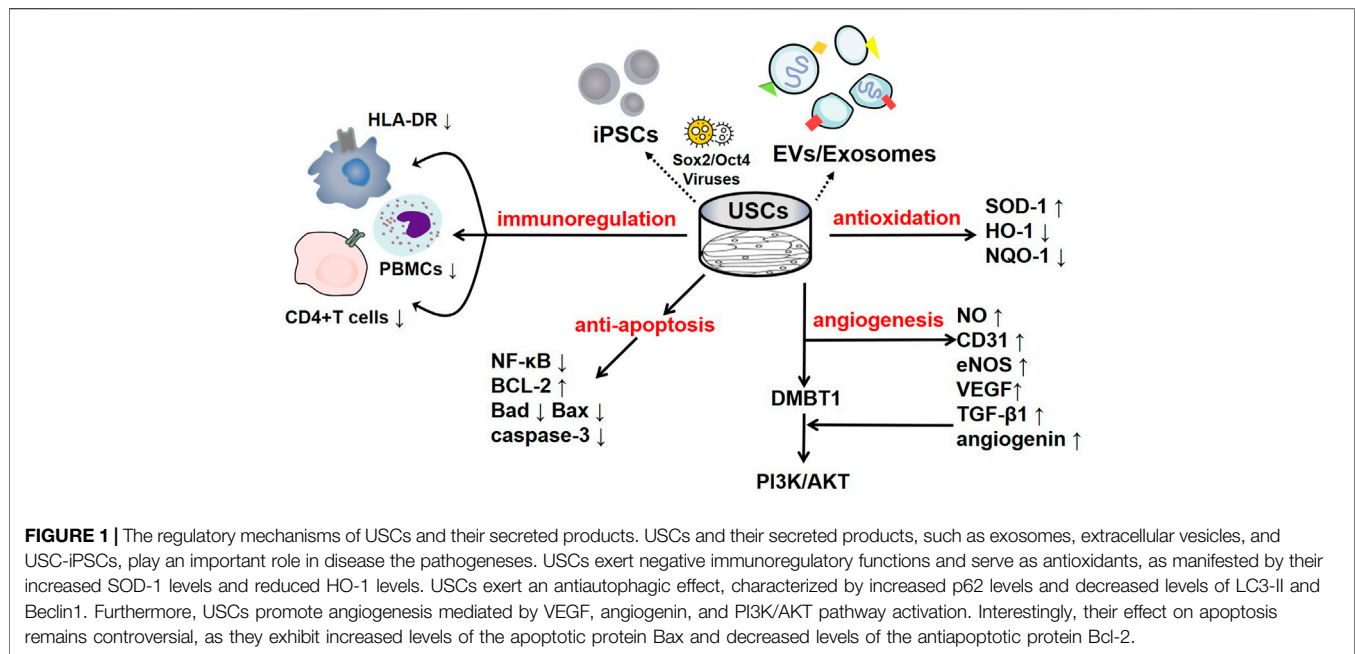 HLA-DR ↓
iPSCs
Sox2/Oct4
Viruses
EVs/Exosomes
USCs
immunoregulation
antioxidation
SOD-1 ↑
HO-1 ↓
NQO-1 ↓
PBMCs ↓
CD4+T cells ↓
anti-apoptosis
NF-κB ↓
BCL-2 ↑
Bad ↓ Bax ↓
caspase-3 ↓
angiogenesis
NO ↑
CD31 ↑
eNOS ↑
VEGF↑
TGF-β1 ↑
angiogenin ↑
DMBT1
PI3K/AKT
FIGURE 1 | The regulatory mechanisms of USCs and their secreted products. USCs and their secreted products, such as exosomes, extracellular vesicles, and
USC-iPSCs, play an important role in disease the pathogeneses. USCs exert negative immunoregulatory functions and serve as antioxidants, as manifested by their
increased SOD-1 levels and reduced HO-1 levels. USCs exert an antiautophagic effect, characterized by increased p62 levels and decreased levels of LC3-II and
Beclin1. Furthermore, USCs promote angiogenesis mediated by VEGF, angiogenin, and PI3K/AKT pathway activation. Interestingly, their effect on apoptosis
remains controversial, as they exhibit increased levels of the apoptotic protein Bax and decreased levels of the antiapoptotic protein Bcl-2.